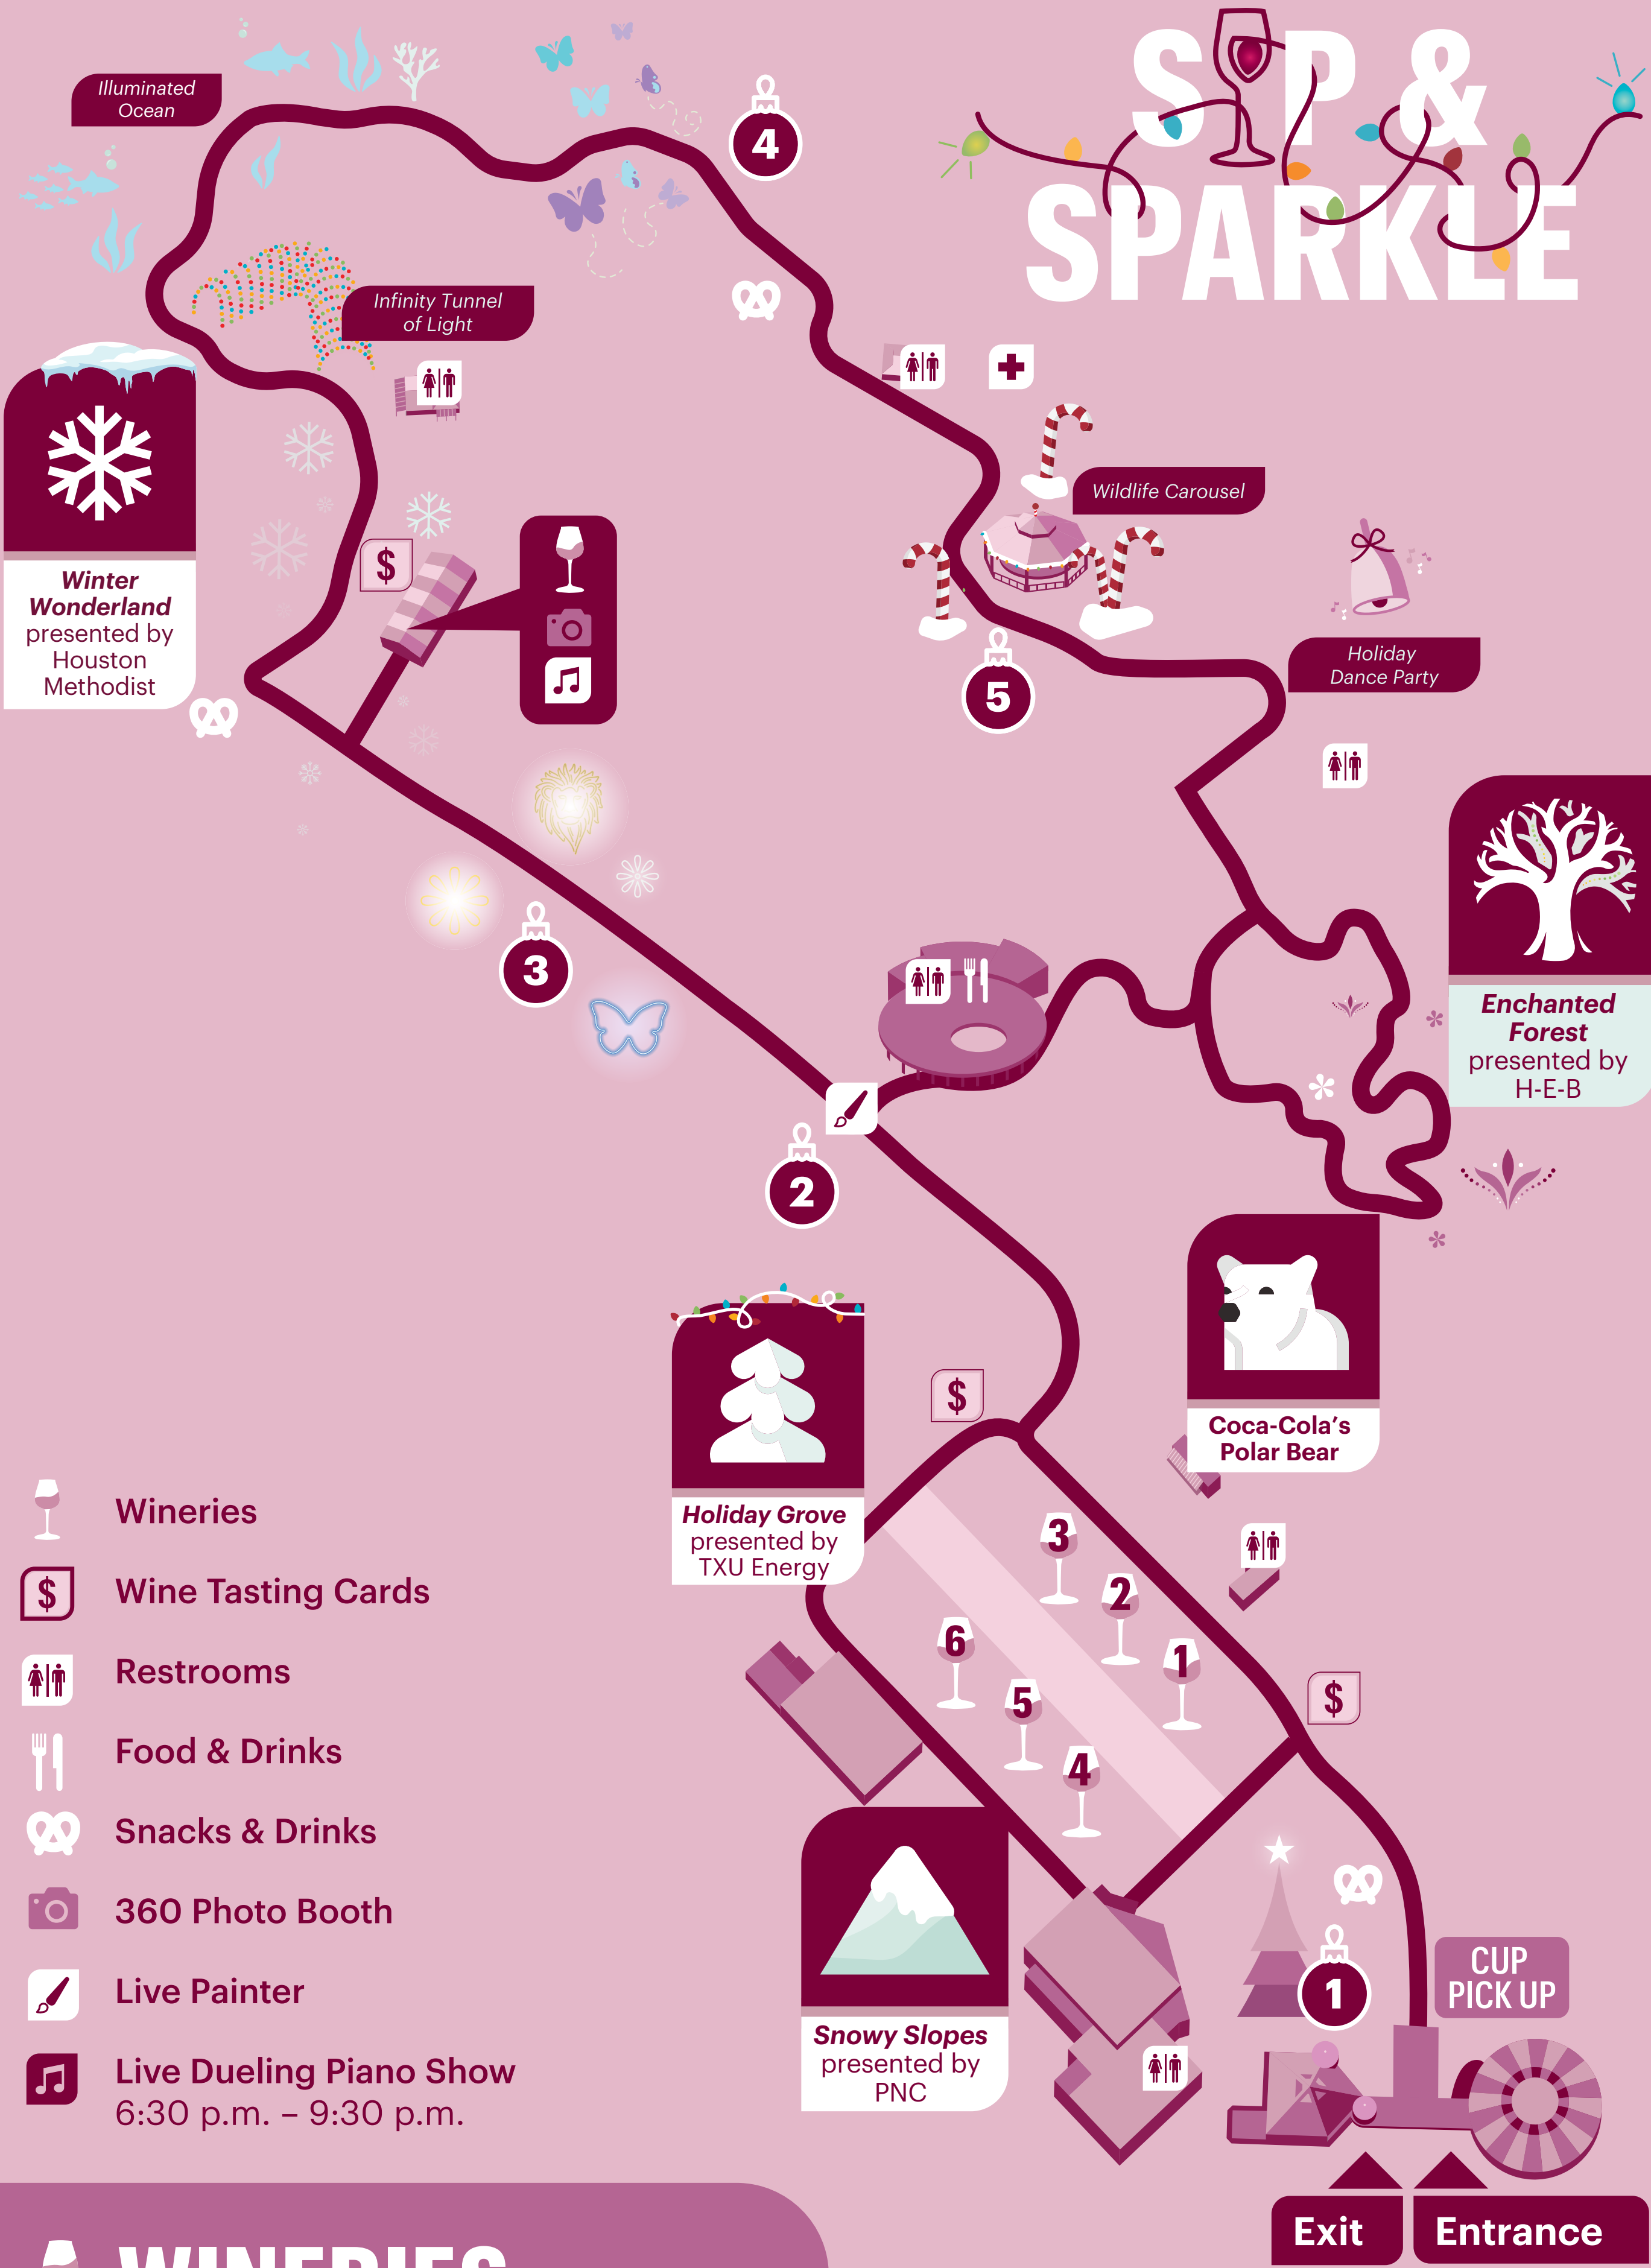 S P &
SPARKLE
Illuminated
Ocean
4
Infinity Tunnel
of Light
Winter
Wonderland
presented by
Houston
Methodist
$
Wildlife Carousel
Holiday
Dance Party
5
3
Enchanted
Forest
presented by
H-E-B
2
Coca-Cola’s
Polar Bear
$
Holiday Grove
presented by
TXU Energy
3
2
1
6
5
4
$
Wineries
$
Wine Tasting Cards
Restrooms
Food & Drinks
Snacks & Drinks
360 Photo Booth
Live Painter
Live Dueling Piano Show
6:30 p.m. – 9:30 p.m.
Snowy Slopes
presented by
PNC
1
CUP
PICK UP
Exit
Entrance
WINERIES